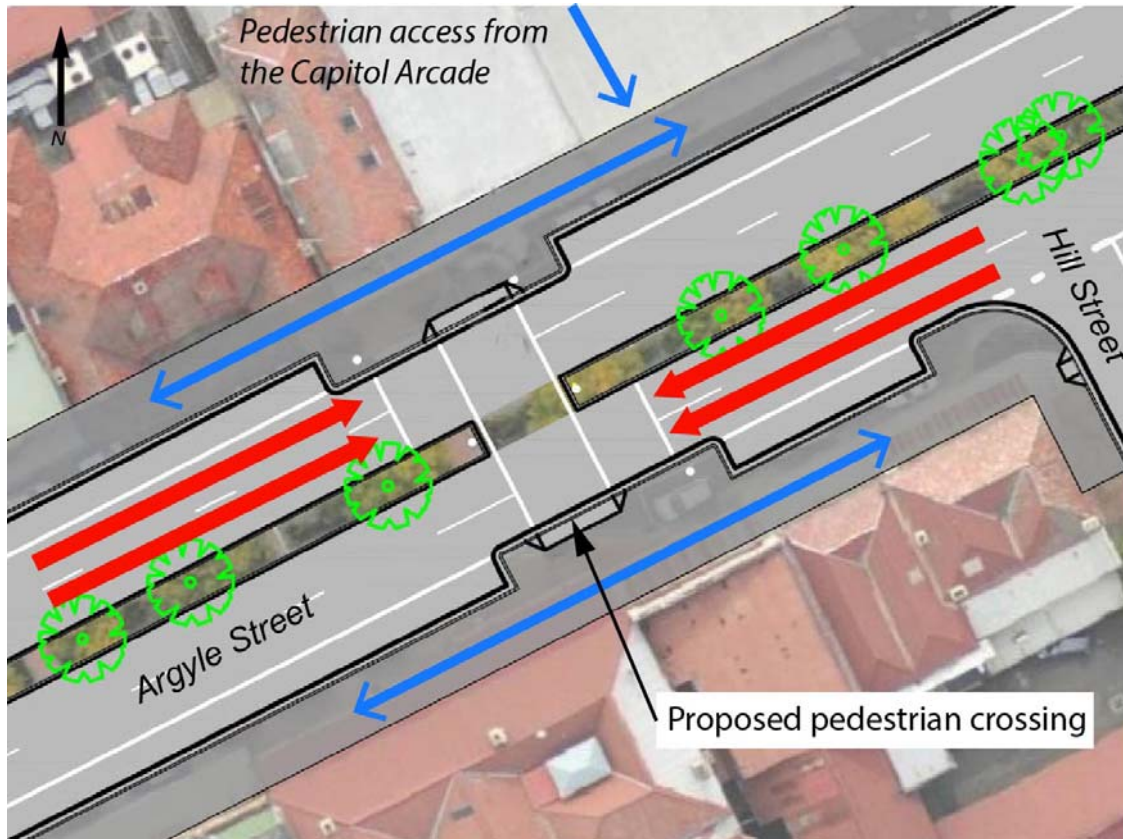 Pedestrian access from
the Capitol Arcade
N
Hill Street
Argyle Street
Proposed pedestrian crossing